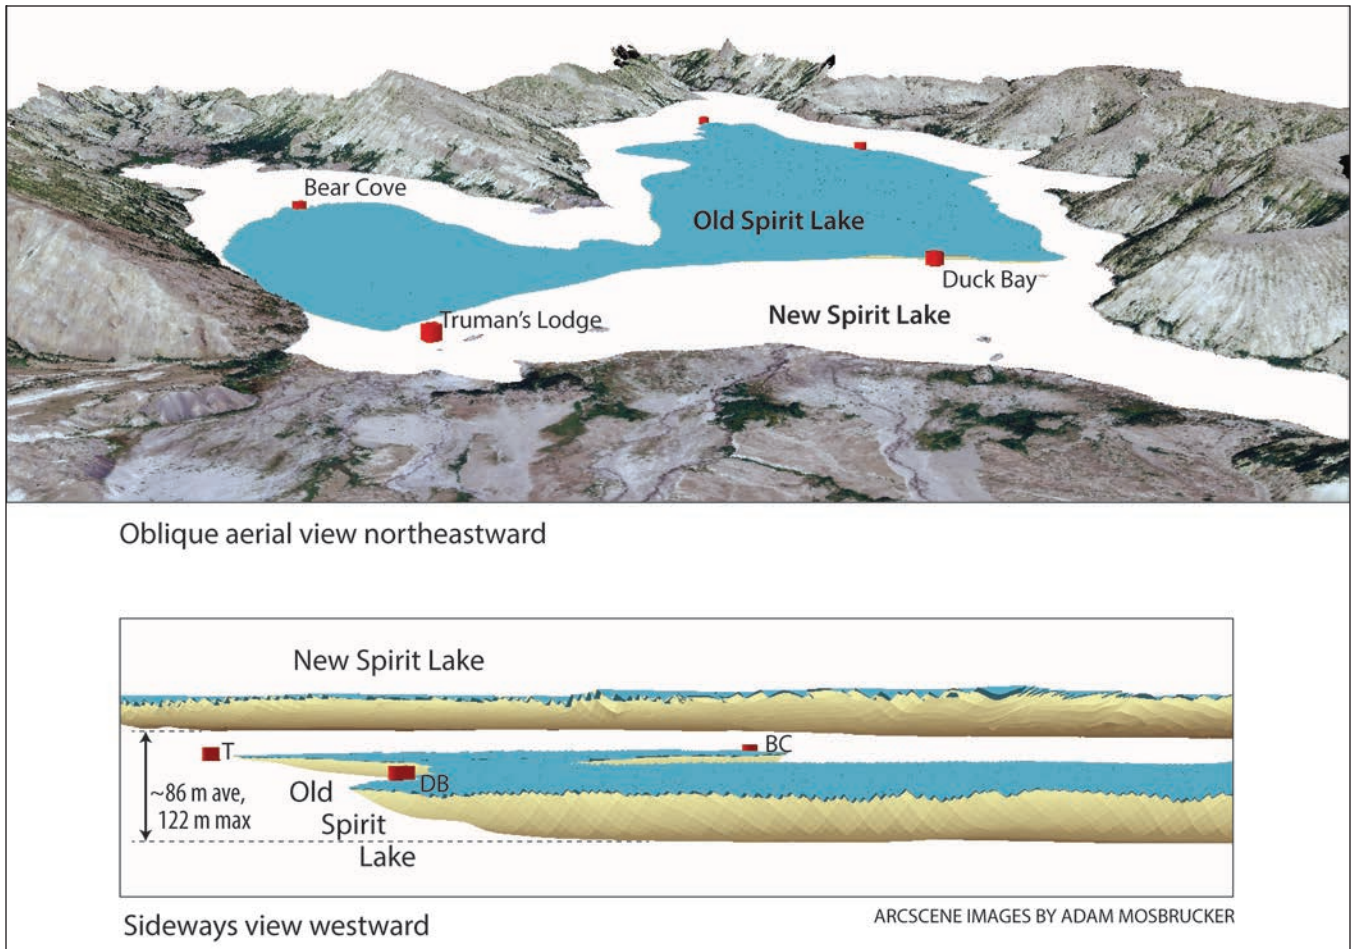 Bear Cove
Old Spirit Lake
Duck Bay
Truman's Lodge
New Spirit Lake
Oblique aerial view northeastward
New Spirit Lake
T
BC
DB
~86 m ave,
122 m max
Old
Spirit
Lake
Sideways view westward
ARCSCENE IMAGES BY ADAM MOSBRUCKER